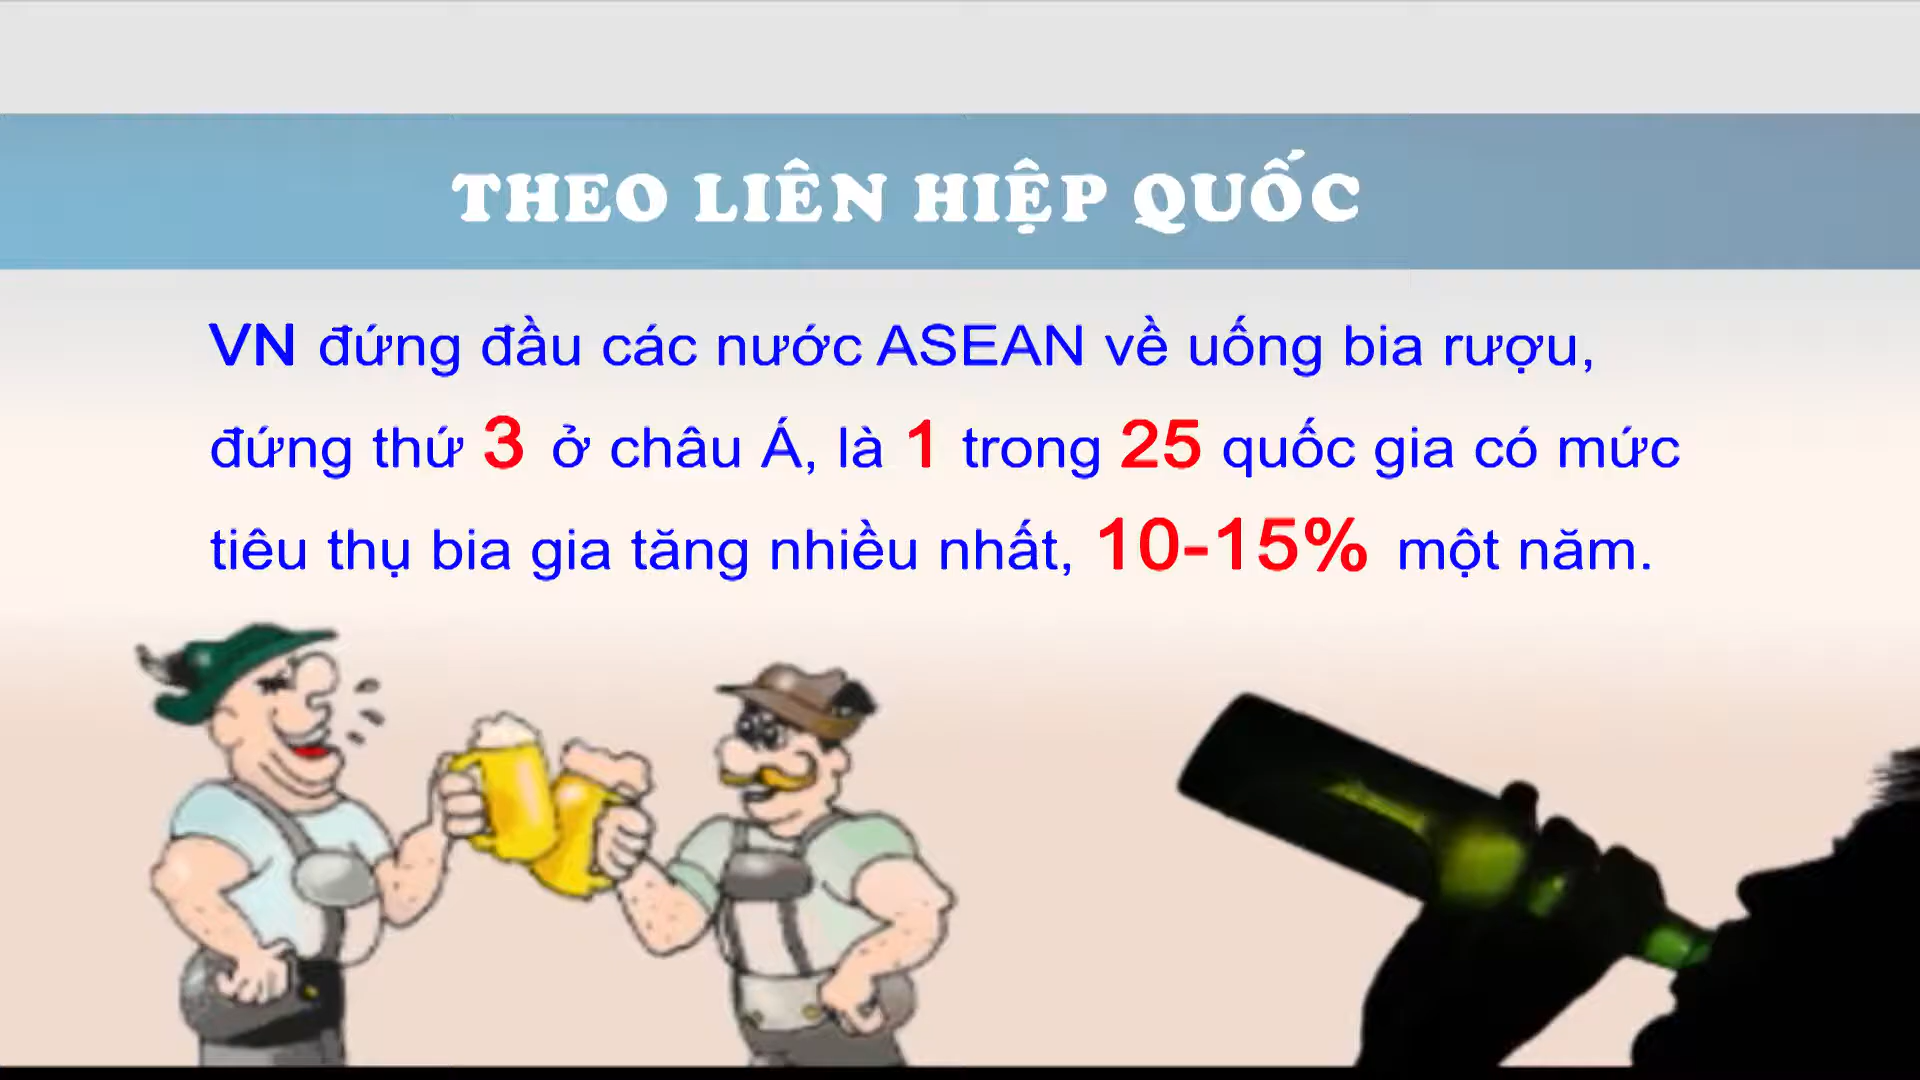 THEO LIÊN HIỆP QUỐC
VN đứng đầu các nước ASEAN về uống bia rượu,
đứng thứ 3 ở châu Á, là 1 trong 25 quốc gia có mức
tiêu thụ bia gia tăng nhiều nhất, 10-15% một năm.